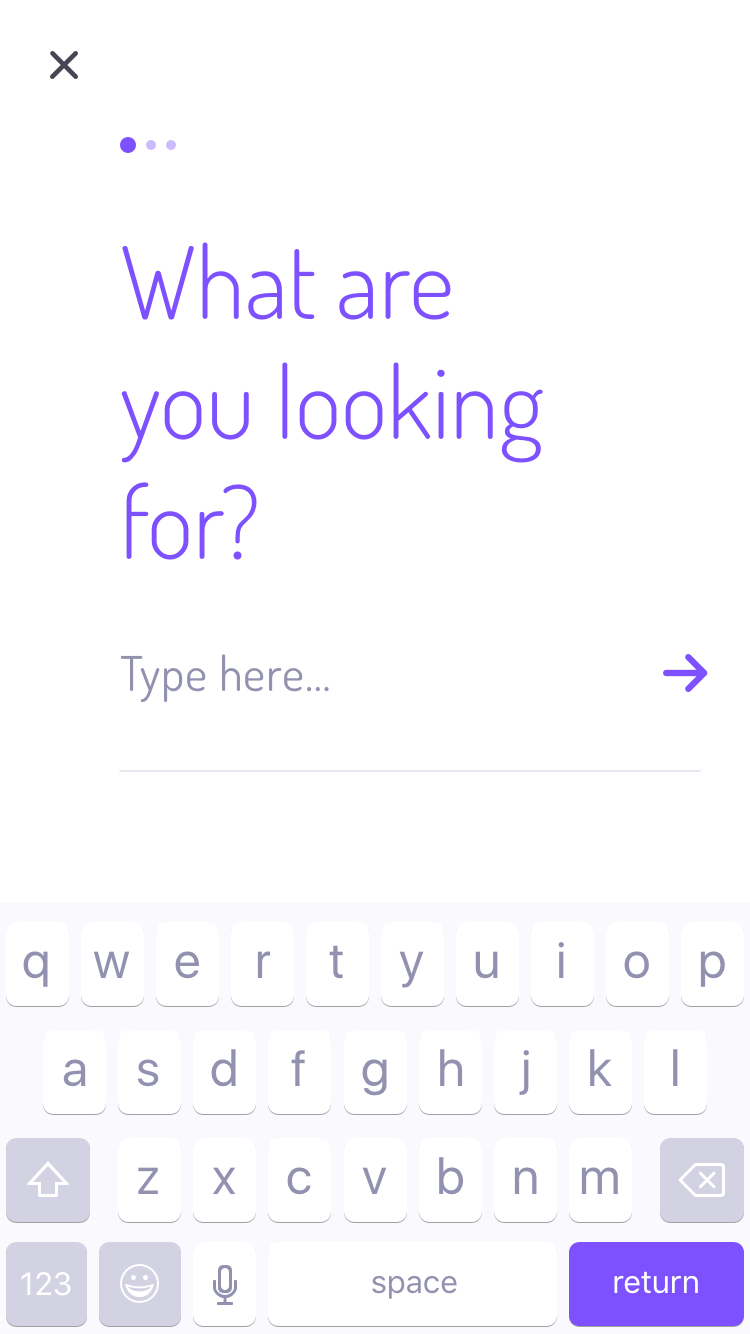 What are
you looking
for?
Type here...
q w e r t y u i o p
a s d f g h j k l
z x c v b n m
123 space return